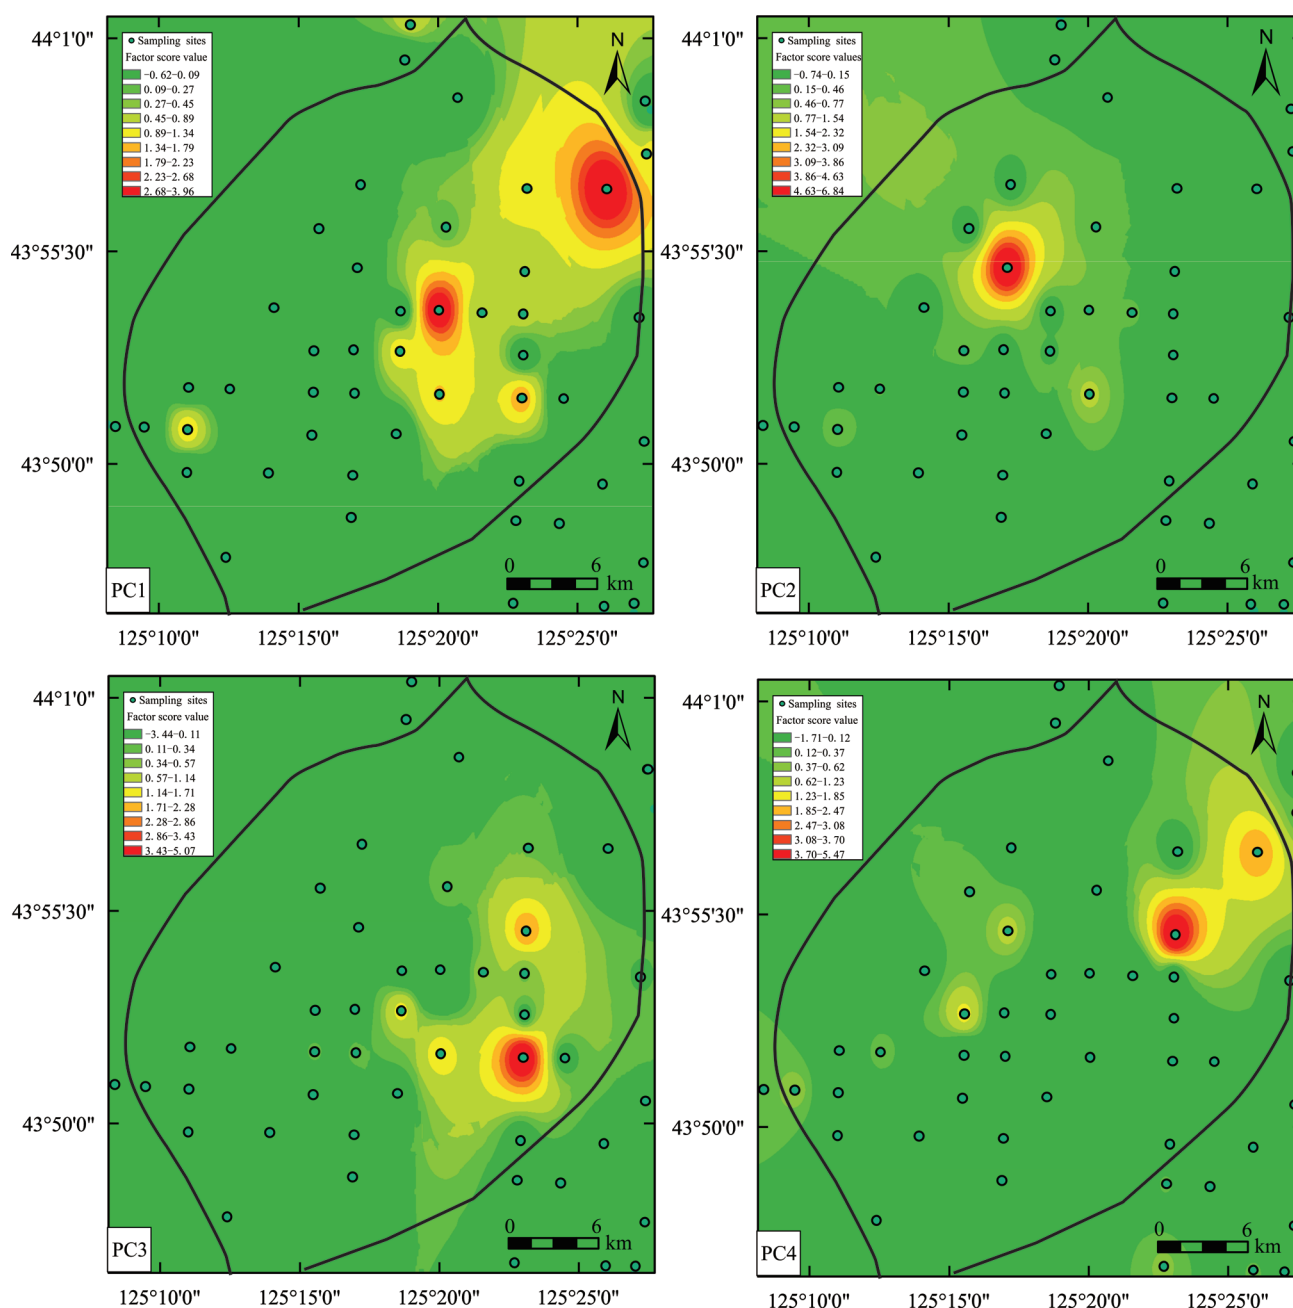 44°1'0"
43°55'30"
43°50'0"
Sampling sites
Factor score value
-0.62-0.09
0.09-0.27
0.27-0.45
0.45-0.89
0.89-1.34
1.34-1.79
1.79-2.23
2.23-2.68
2.68-3.96
N
0 6
km
PC1
125°10'0" 125°15'0" 125°20'0" 125°25'0"
44°1'0"
43°55'30"
43°50'0"
Sampling sites
Factor score values
-0.74-0.15
0.15-0.46
0.46-0.77
0.77-1.54
1.54-2.32
2.32-3.09
3.09-3.86
3.86-4.63
4.63-6.84
N
0 6
km
PC2
125°10'0" 125°15'0" 125°20'0" 125°25'0"
44°1'0"
43°55'30"
43°50'0"
Sampling sites
Factor score value
-3.44-0.11
0.11-0.34
0.34-0.57
0.57-1.14
1.14-1.71
1.71-2.28
2.28-2.86
2.86-3.43
3.43-5.07
N
0 6
km
PC3
125°10'0" 125°15'0" 125°20'0" 125°25'0"
44°1'0"
43°55'30"
43°50'0"
Sampling sites
Factor score value
-1.71-0.12
0.12-0.37
0.37-0.62
0.62-1.23
1.23-1.85
1.85-2.47
2.47-3.08
3.08-3.70
3.70-5.47
N
0 6
km
PC4
125°10'0" 125°15'0" 125°20'0" 125°25'0"